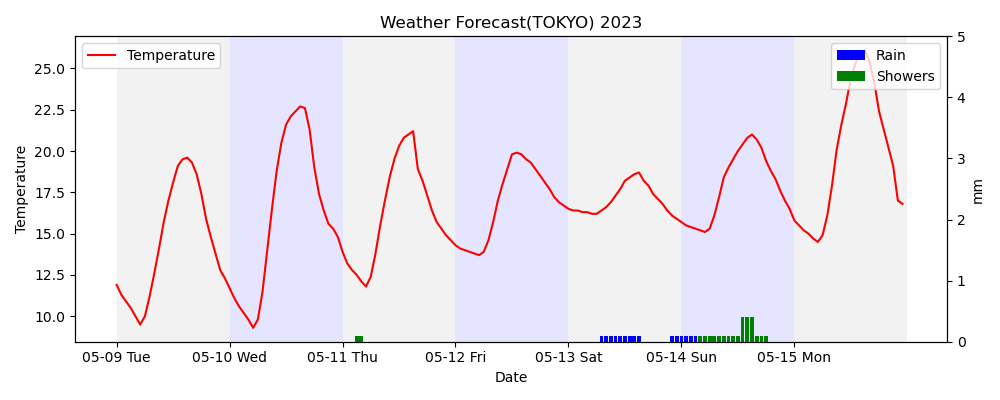 Weather Forecast(TOKYO) 2023
Temperature
Rain
Showers
Temperature
25.0
22.5
20.0
17.5
15.0
12.5
10.0
5
4
3
2
1
0
mm
05-09 Tue
05-10 Wed
05-11 Thu
05-12 Fri
05-13 Sat
05-14 Sun
05-15 Mon
Date